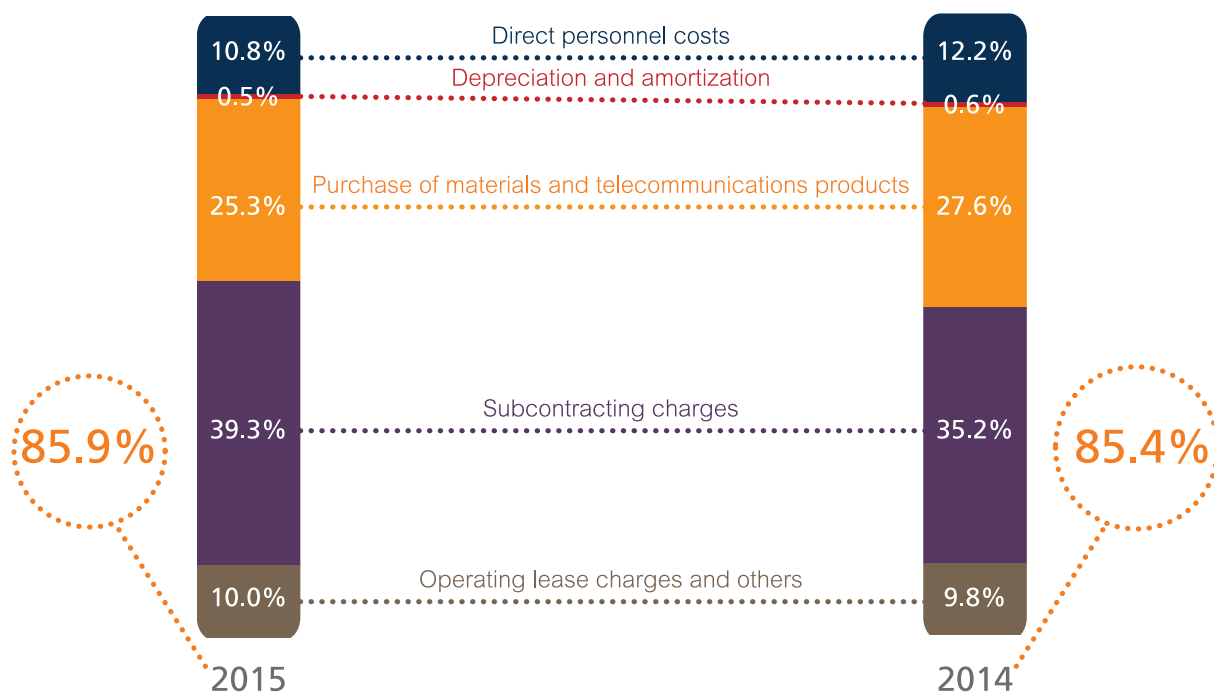 Direct personnel costs
10.8%
12.2%
Depreciation and amortization
0.5%
0.6%
Purchase of materials and telecommunications products
25.3%
27.6%
Subcontracting charges
39.3%
35.2%
85.9%
85.4%
Operating lease charges and others
10.0%
9.8%
2015
2014